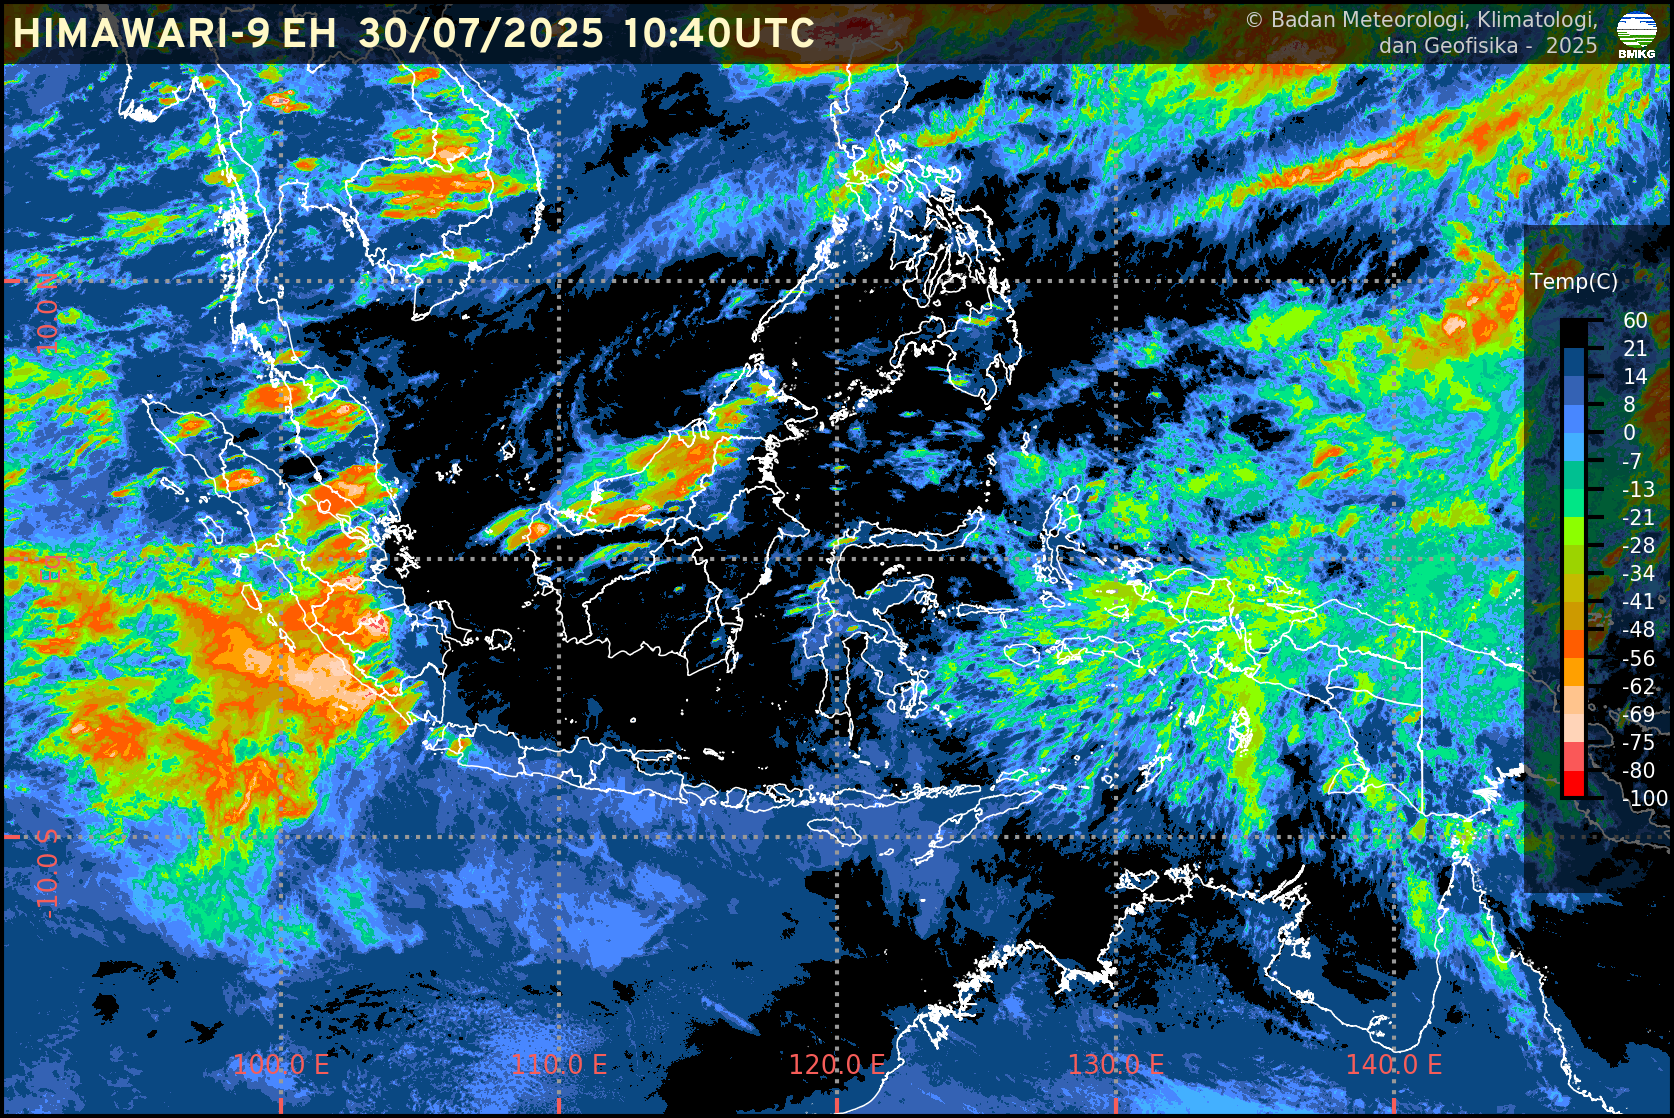 HIMAWARI-9 EH 30/07/2025 10:40UTC
© Badan Meteorologi, Klimatologi,
dan Geofisika - 2025
BMKG
Temp(C)
60
21
14
8
0
-7
-13
-21
-28
-34
-41
-48
-56
-62
-69
-75
-80
-100
10.0 N
EQ
-10.0 S
100.0 E
110.0 E
120.0 E
130.0 E
140.0 E